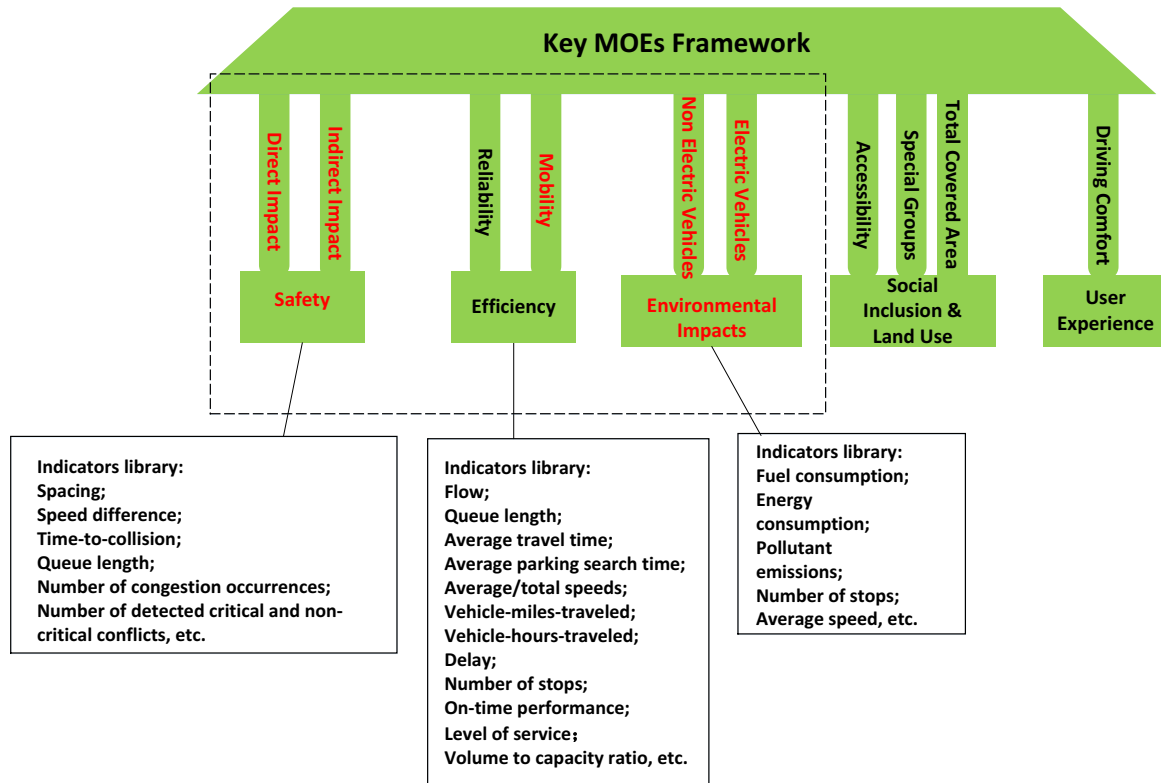 Key MOEs Framework
Direct Impact
Indirect Impact
Reliability
Mobility
Non Electric Vehicles
Electric Vehicles
Accessibility
Special Groups
Total Covered Area
Driving Comfort
Safety
Efficiency
Environmental
Impacts
Social
Inclusion &
Land Use
User
Experience
Indicators library:
Spacing;
Speed difference;
Time-to-collision;
Queue length;
Number of congestion occurrences;
Number of detected critical and non-
critical conflicts, etc.
Indicators library:
Flow;
Queue length;
Average travel time;
Average parking search time;
Average/total speeds;
Vehicle-miles-traveled;
Vehicle-hours-traveled;
Delay;
Number of stops;
On-time performance;
Level of service；
Volume to capacity ratio, etc.
Indicators library:
Fuel consumption;
Energy
consumption;
Pollutant
emissions;
Number of stops;
Average speed, etc.